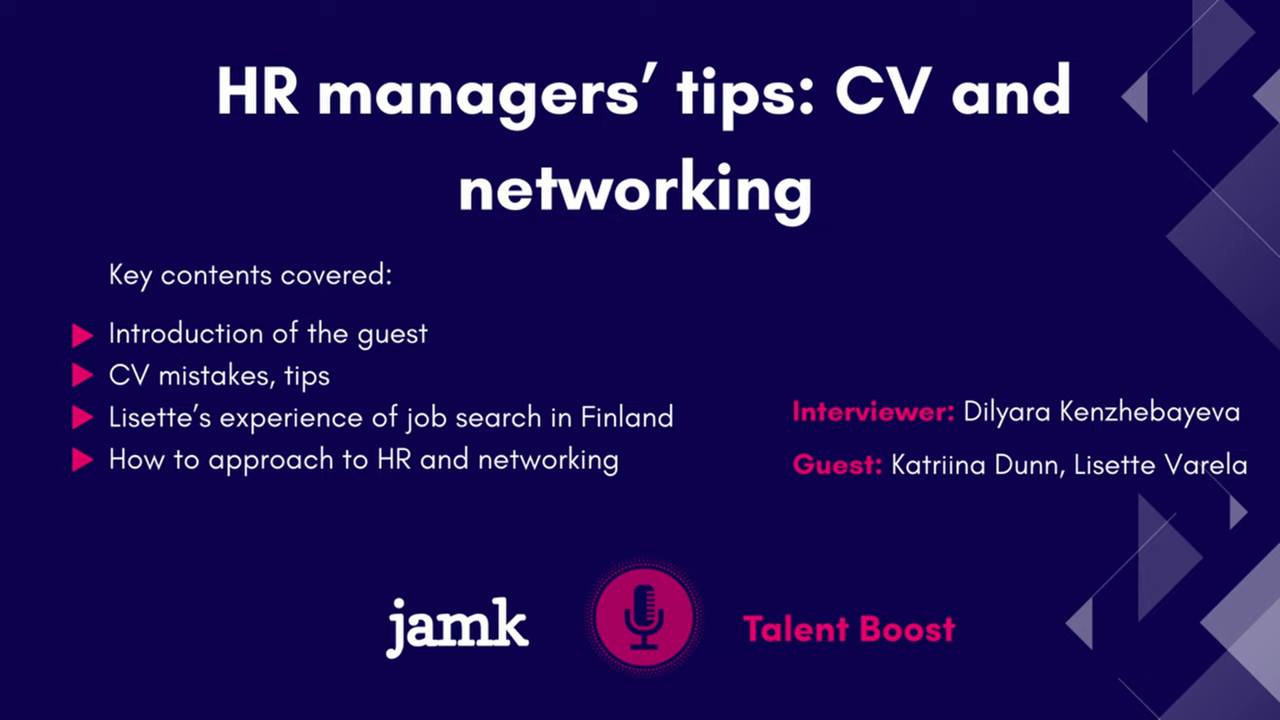 HR managers’ tips: CV and
networking
Key contents covered:
Introduction of the guest
CV mistakes, tips
Lisette’s experience of job search in Finland
How to approach to HR and networking
Interviewer: Dilyara Kenzhebayeva
Guest: Katriina Dunn, Lisette Varela
jamk
Talent Boost